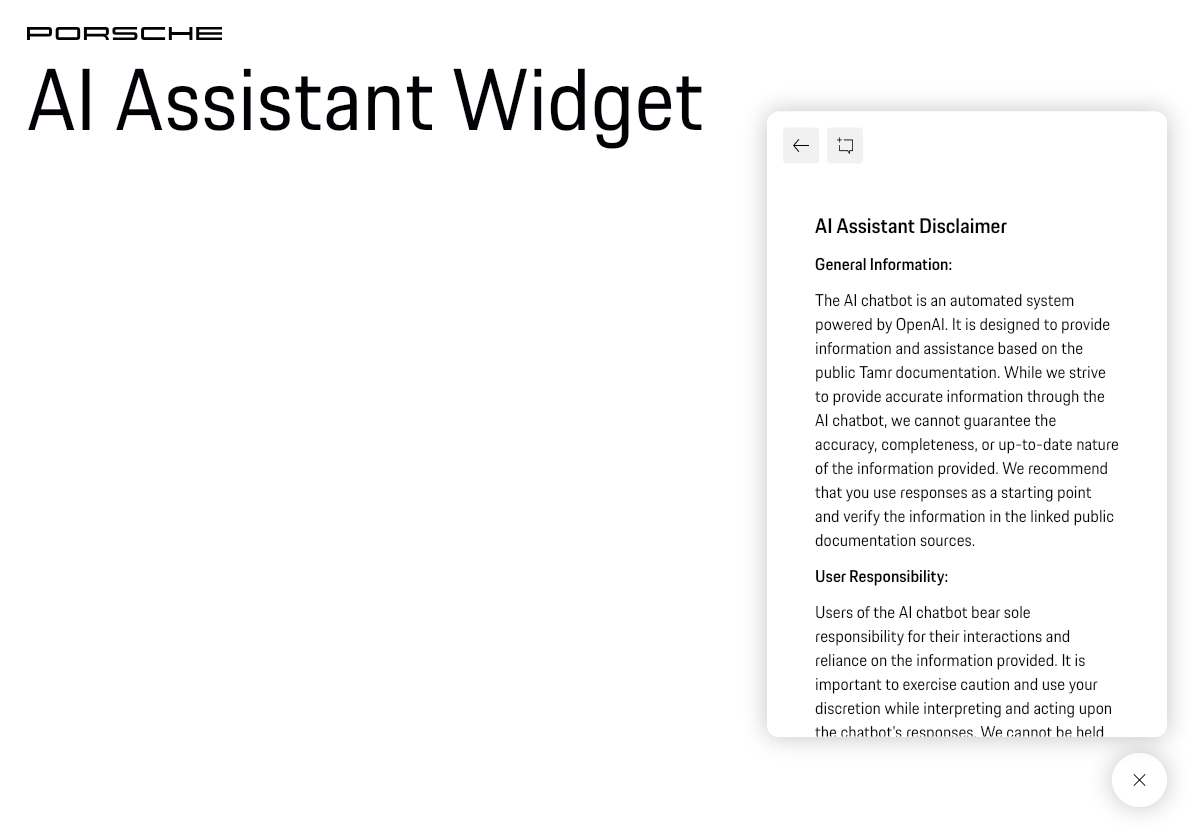 PORSCHE
AI Assistant Widget
AI Assistant Disclaimer
General Information:
The AI chatbot is an automated system
powered by OpenAI. It is designed to provide
information and assistance based on the
public Tamr documentation. While we strive
to provide accurate information through the
AI chatbot, we cannot guarantee the
accuracy, completeness, or up-to-date nature
of the information provided. We recommend
that you use responses as a starting point
and verify the information in the linked public
documentation sources.
User Responsibility:
Users of the AI chatbot bear sole
responsibility for their interactions and
reliance on the information provided. It is
important to exercise caution and use your
discretion while interpreting and acting upon
the chatbot's responses. We cannot be held